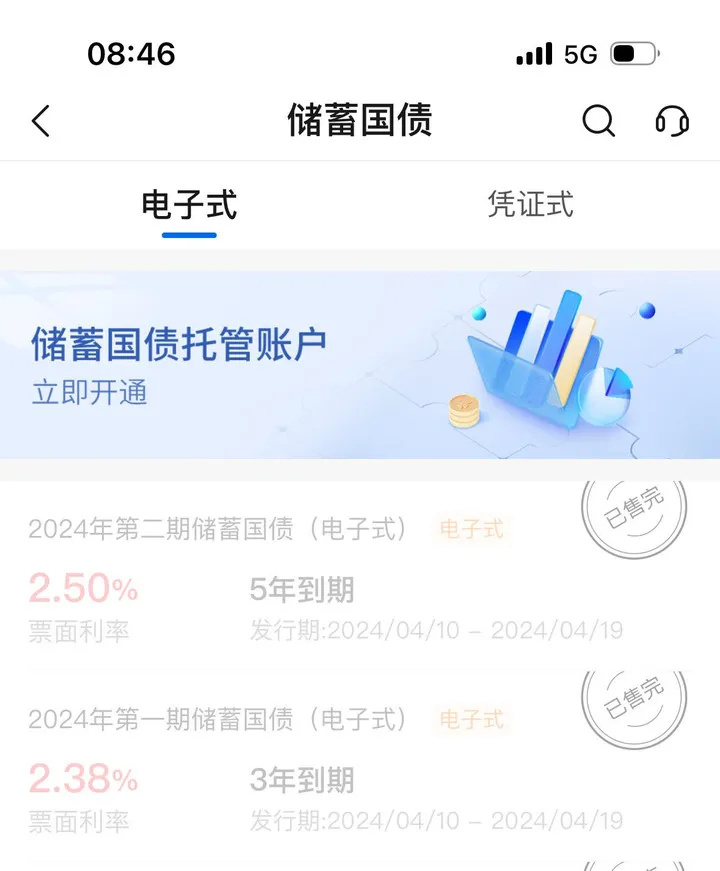 08:46 5G
储蓄国债
电子式 凭证式
储蓄国债托管账户
立即开通
已售完
2024年第二期储蓄国债（电子式） 电子式
2.50% 5年到期
票面利率 发行期:2024/04/10 – 2024/04/19
已售完
2024年第一期储蓄国债（电子式） 电子式
2.38% 3年到期
票面利率 发行期:2024/04/10 – 2024/04/19